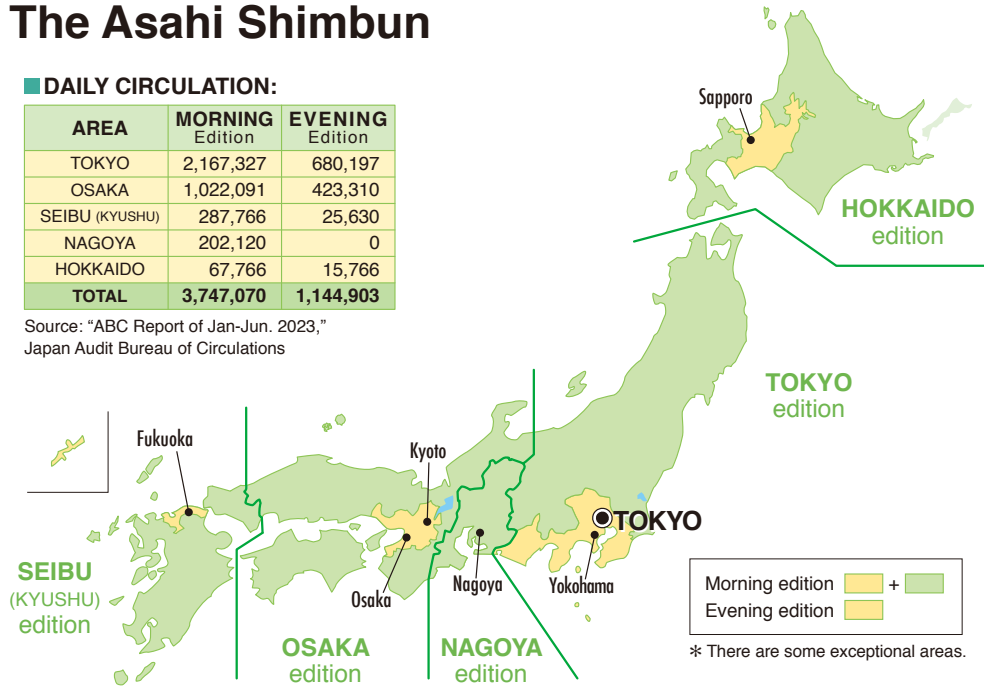 The Asahi Shimbun
DAILY CIRCULATION:
AREA MORNING Edition EVENING Edition
TOKYO 2,167,327 680,197
OSAKA 1,022,091 423,310
SEIBU (KYUSHU) 287,766 25,630
NAGOYA 202,120 0
HOKKAIDO 67,766 15,766
TOTAL 3,747,070 1,144,903
Source: “ABC Report of Jan-Jun. 2023,”
Japan Audit Bureau of Circulations
Sapporo
HOKKAIDO
edition
TOKYO
edition
Fukuoka
Kyoto
TOKYO
Osaka
Nagoya
Yokohama
SEIBU
(KYUSHU)
edition
OSAKA
edition
NAGOYA
edition
Morning edition +
Evening edition
* There are some exceptional areas.